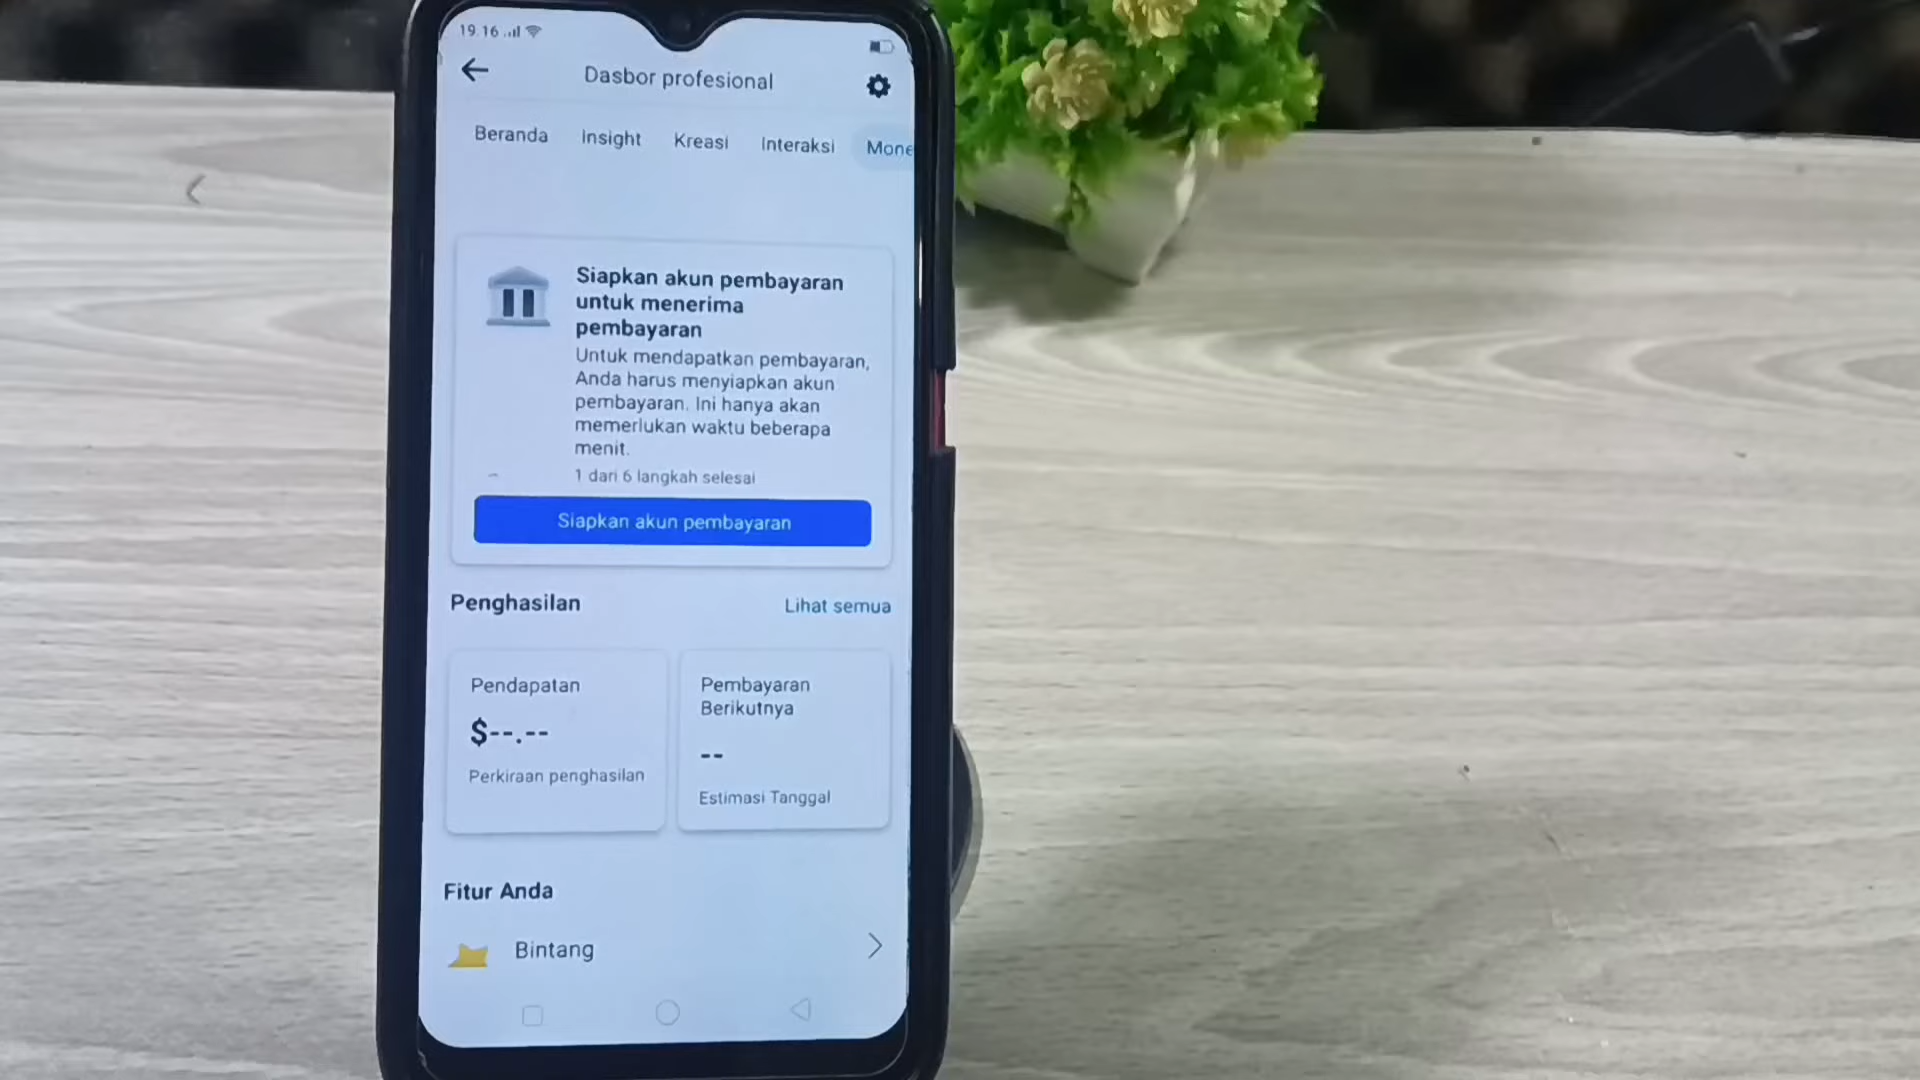 19.16
Dasbor profesional
Beranda Insight Kreasi Interaksi Mone
Siapkan akun pembayaran
untuk menerima
pembayaran
Untuk mendapatkan pembayaran,
Anda harus menyiapkan akun
pembayaran. Ini hanya akan
memerlukan waktu beberapa
menit.
1 dari 6 langkah selesai
Siapkan akun pembayaran
Penghasilan Lihat semua
Pendapatan
$--.--
Perkiraan penghasilan
Pembayaran
Berikutnya
--
Estimasi Tanggal
Fitur Anda
Bintang